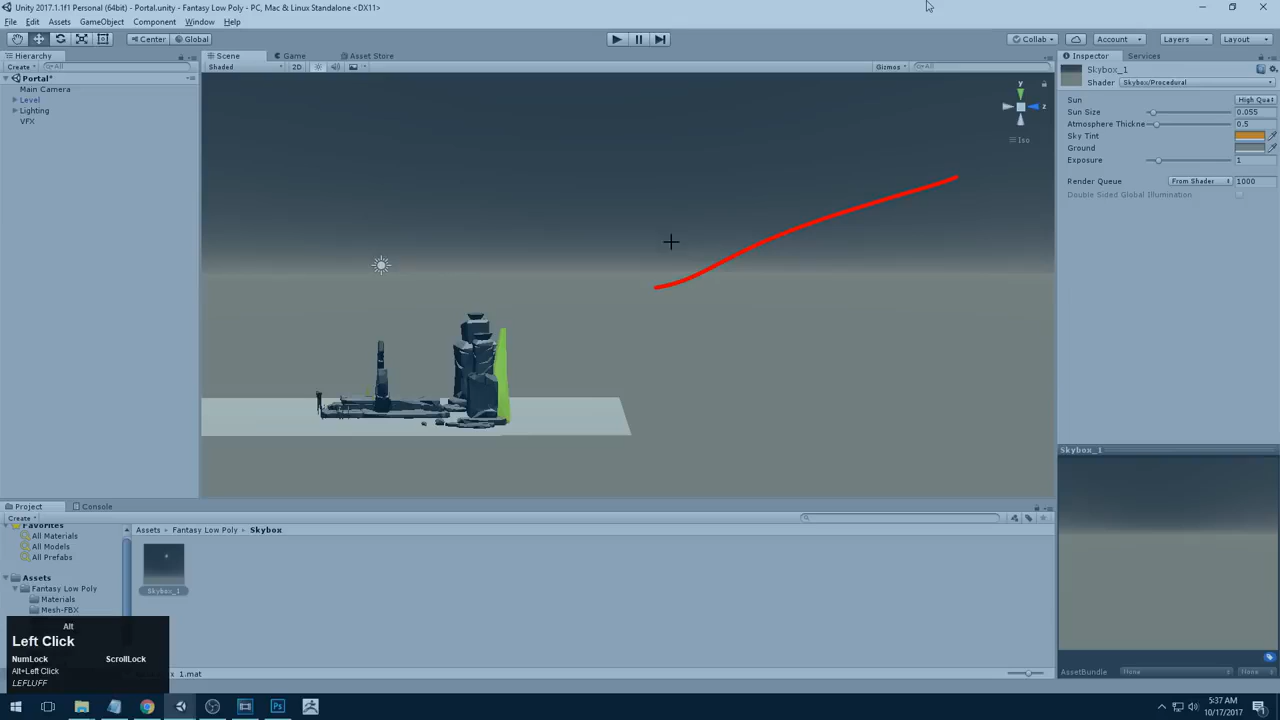 Unity 2017.1.1f1 Personal (64bit) - Portal.unity - Fantasy Low Poly - PC, Mac & Linux Standalone <DX11>
File Edit Assets GameObject Component Window Help
Center Global Collab Account Layers Layout
Hierarchy Scene Game Asset Store Inspector Services
Create All Shaded 2D Gizmos All Skybox_1
Portal* Shader Skybox/Procedural
Main Camera y
Level Sun High Qua
Lighting z Sun Size 0.055
VFX Atmosphere Thickne 0.5
Sky Tint
Iso Ground
Exposure 1
Render Queue From Shader 1000
Double Sided Global Illumination
Skybox_1
Project Console
Create
Favorites Assets Fantasy Low Poly Skybox
All Materials
All Models
All Prefabs
Assets
Fantasy Low Poly Skybox_1
Materials
Mesh-FBX
Alt
Left Click
NumLock ScrollLock
Alt+Left Click AssetBundle None None
LEFLUFF 1.mat
5:37 AM
10/17/2017
Ps
1